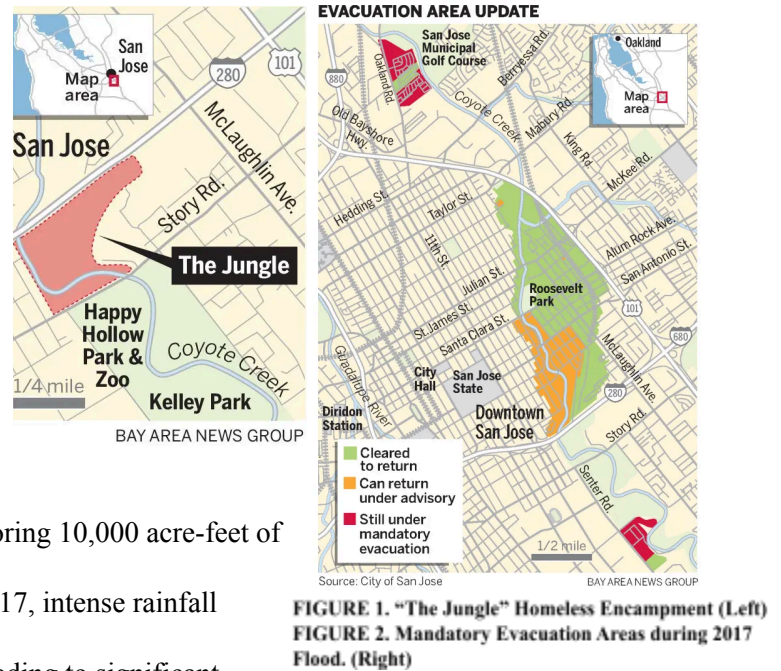 San
Jose
Map
area
280
101
McLaughlin Ave.
San Jose
Story Rd.
The Jungle
Happy
Hollow
Park &
Zoo
Coyote Creek
1/4 mile
Kelley Park
BAY AREA NEWS GROUP
EVACUATION AREA UPDATE
San Jose
Municipal
Golf Course
Oakland
Map
area
880
Oakland Rd.
Berryessa Rd.
Coyote Creek
Mabury Rd.
Old Bayshore
Hwy.
King Rd.
McKee Rd.
Hedding St.
Taylor St.
11th St.
Alum Rock Ave.
San Antonio St.
Julian St.
Roosevelt
Park
St. James St.
Santa Clara St.
101
680
Guadalupe River
City
Hall
San Jose
State
McLaughlin Ave.
280
Diridon
Station
Downtown
San Jose
Story Rd.
Senter Rd.
Cleared
to return
Can return
under advisory
Still under
mandatory
evacuation
1/2 mile
Source: City of San Jose
BAY AREA NEWS GROUP
oring 10,000 acre-feet of
17, intense rainfall
ading to significant
FIGURE 1. “The Jungle” Homeless Encampment (Left)
FIGURE 2. Mandatory Evacuation Areas during 2017
Flood. (Right)